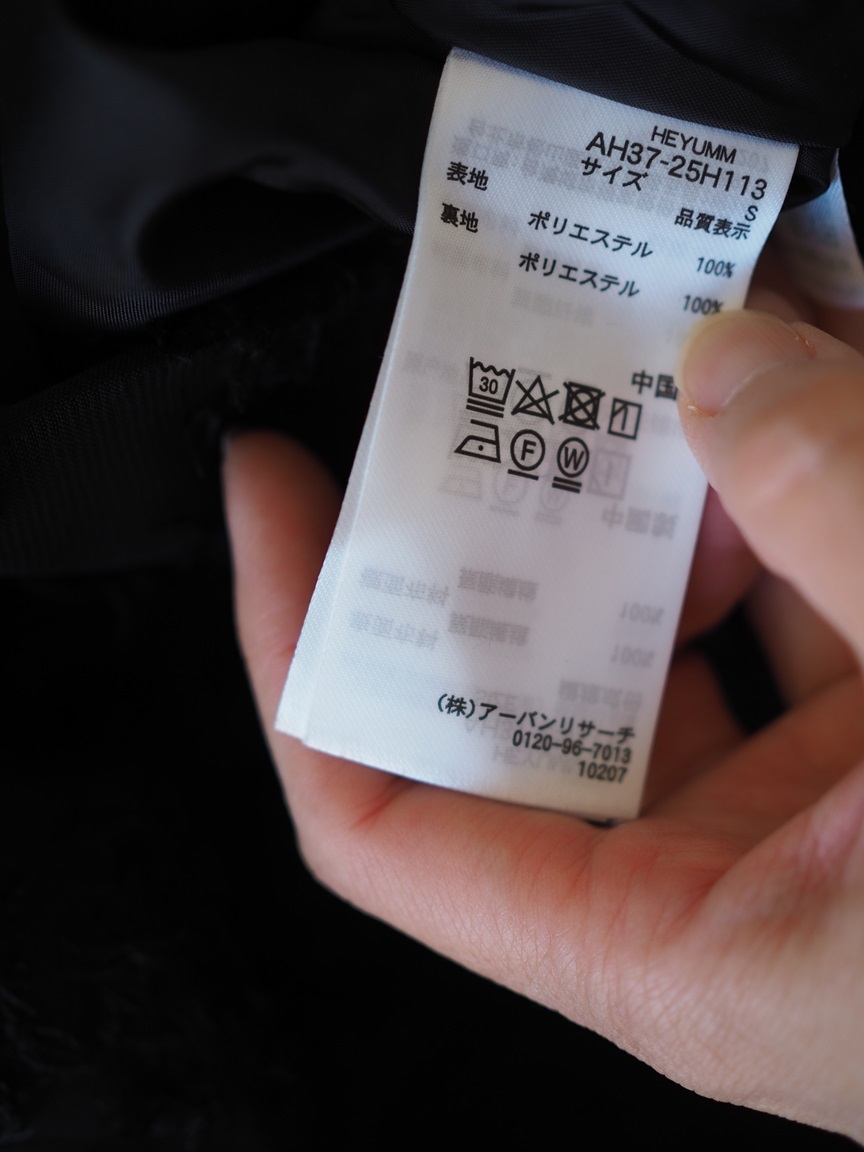 HEYUMM
AH37-25H113
サイズ S
品質表示
表地 ポリエステル 100%
裏地 ポリエステル 100%
中国
30
F W
(株)アーバンリサーチ
0120-96-7013
10207